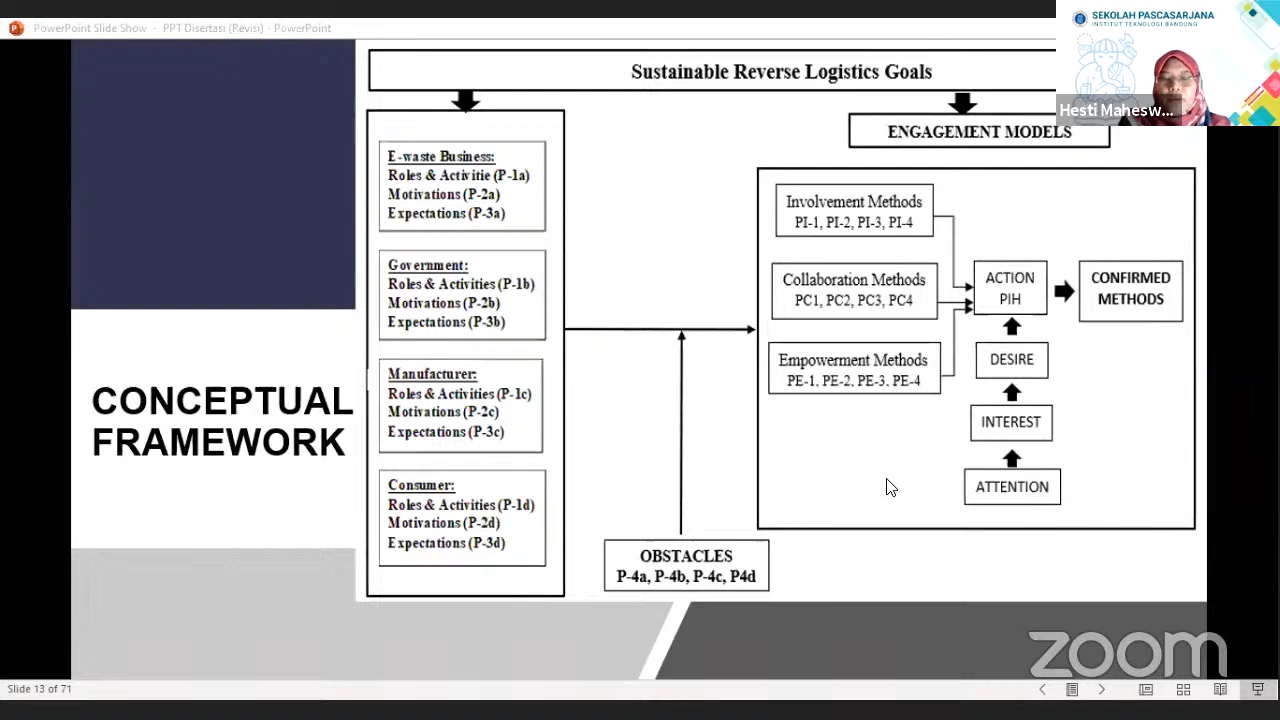 PowerPoint Slide Show - PPT Disertasi (Revisi) - PowerPoint
SEKOLAH PASCASARJANA
INSTITUT TEKNOLOGI BANDUNG
Hesti Mahesw...
Sustainable Reverse Logistics Goals
ENGAGEMENT MODELS
E-waste Business:
Roles & Activitie (P-1a)
Motivations (P-2a)
Expectations (P-3a)
Government:
Roles & Activities (P-1b)
Motivations (P-2b)
Expectations (P-3b)
Manufacturer:
Roles & Activities (P-1c)
Motivations (P-2c)
Expectations (P-3c)
Consumer:
Roles & Activities (P-1d)
Motivations (P-2d)
Expectations (P-3d)
Involvement Methods
PI-1, PI-2, PI-3, PI-4
Collaboration Methods
PC1, PC2, PC3, PC4
Empowerment Methods
PE-1, PE-2, PE-3, PE-4
ACTION
PIH
CONFIRMED
METHODS
DESIRE
INTEREST
ATTENTION
OBSTACLES
P-4a, P-4b, P-4c, P4d
CONCEPTUAL
FRAMEWORK
zoom
Slide 13 of 71